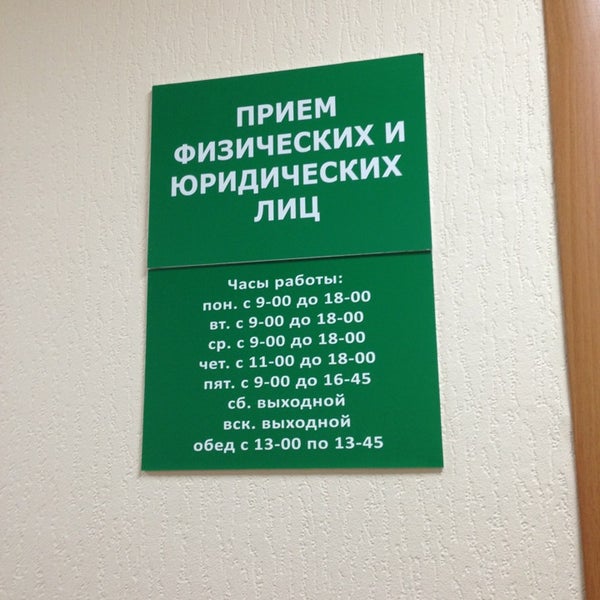 ПРИЕМ
ФИЗИЧЕСКИХ И
ЮРИДИЧЕСКИХ
ЛИЦ
Часы работы:
пон. с 9-00 до 18-00
вт. с 9-00 до 18-00
ср. с 9-00 до 18-00
чет. с 11-00 до 18-00
пят. с 9-00 до 16-45
сб. выходной
вск. выходной
обед с 13-00 по 13-45